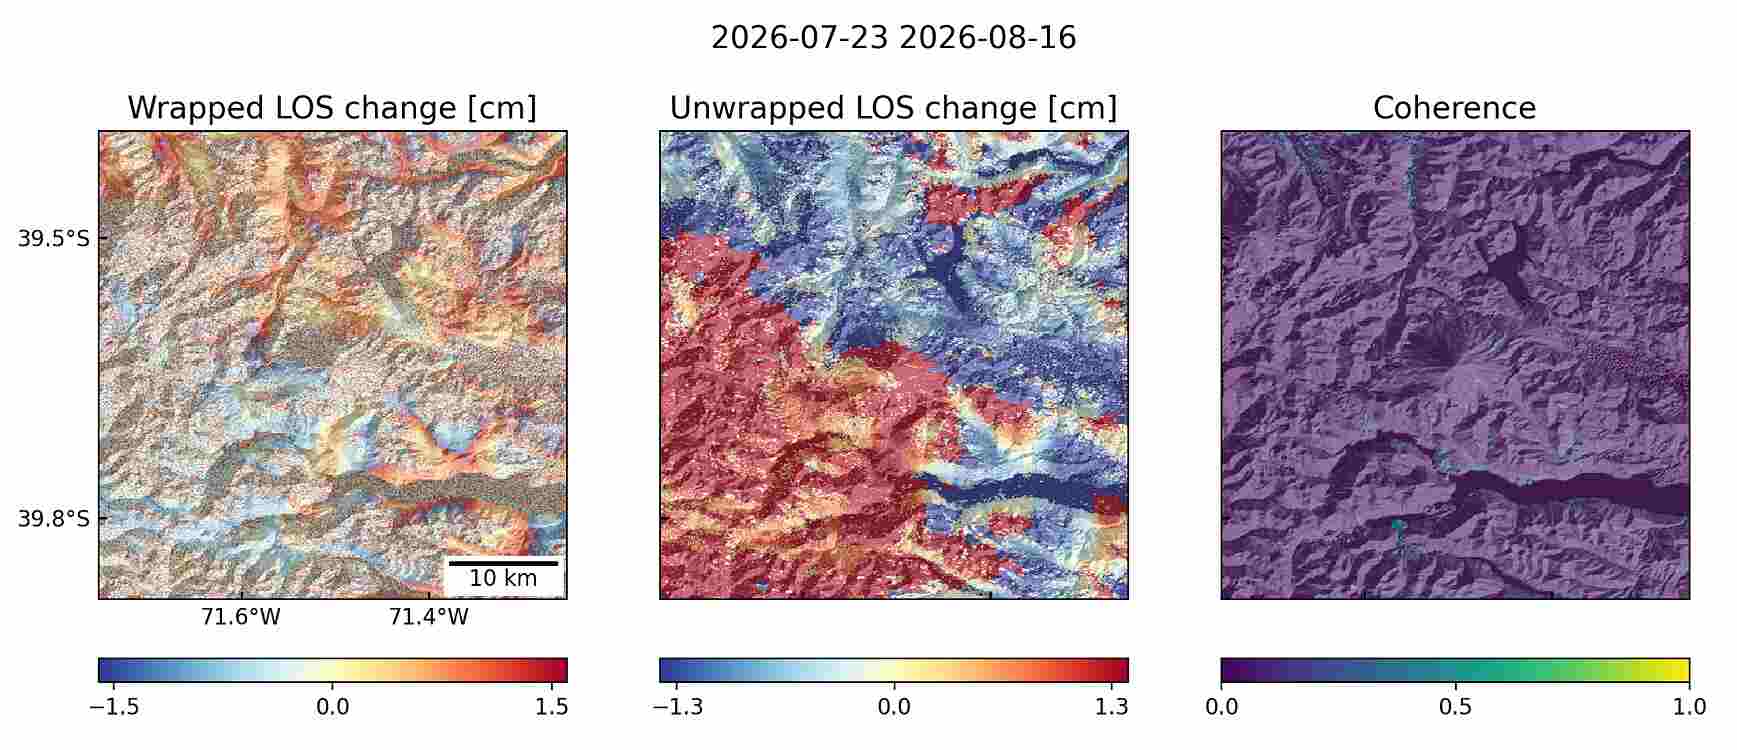 2026-07-23 2026-08-16
Wrapped LOS change [cm]
Unwrapped LOS change [cm]
Coherence
39.5°S
39.8°S
10 km
71.6°W
71.4°W
−1.5
0.0
1.5
−1.3
0.0
1.3
0.0
0.5
1.0